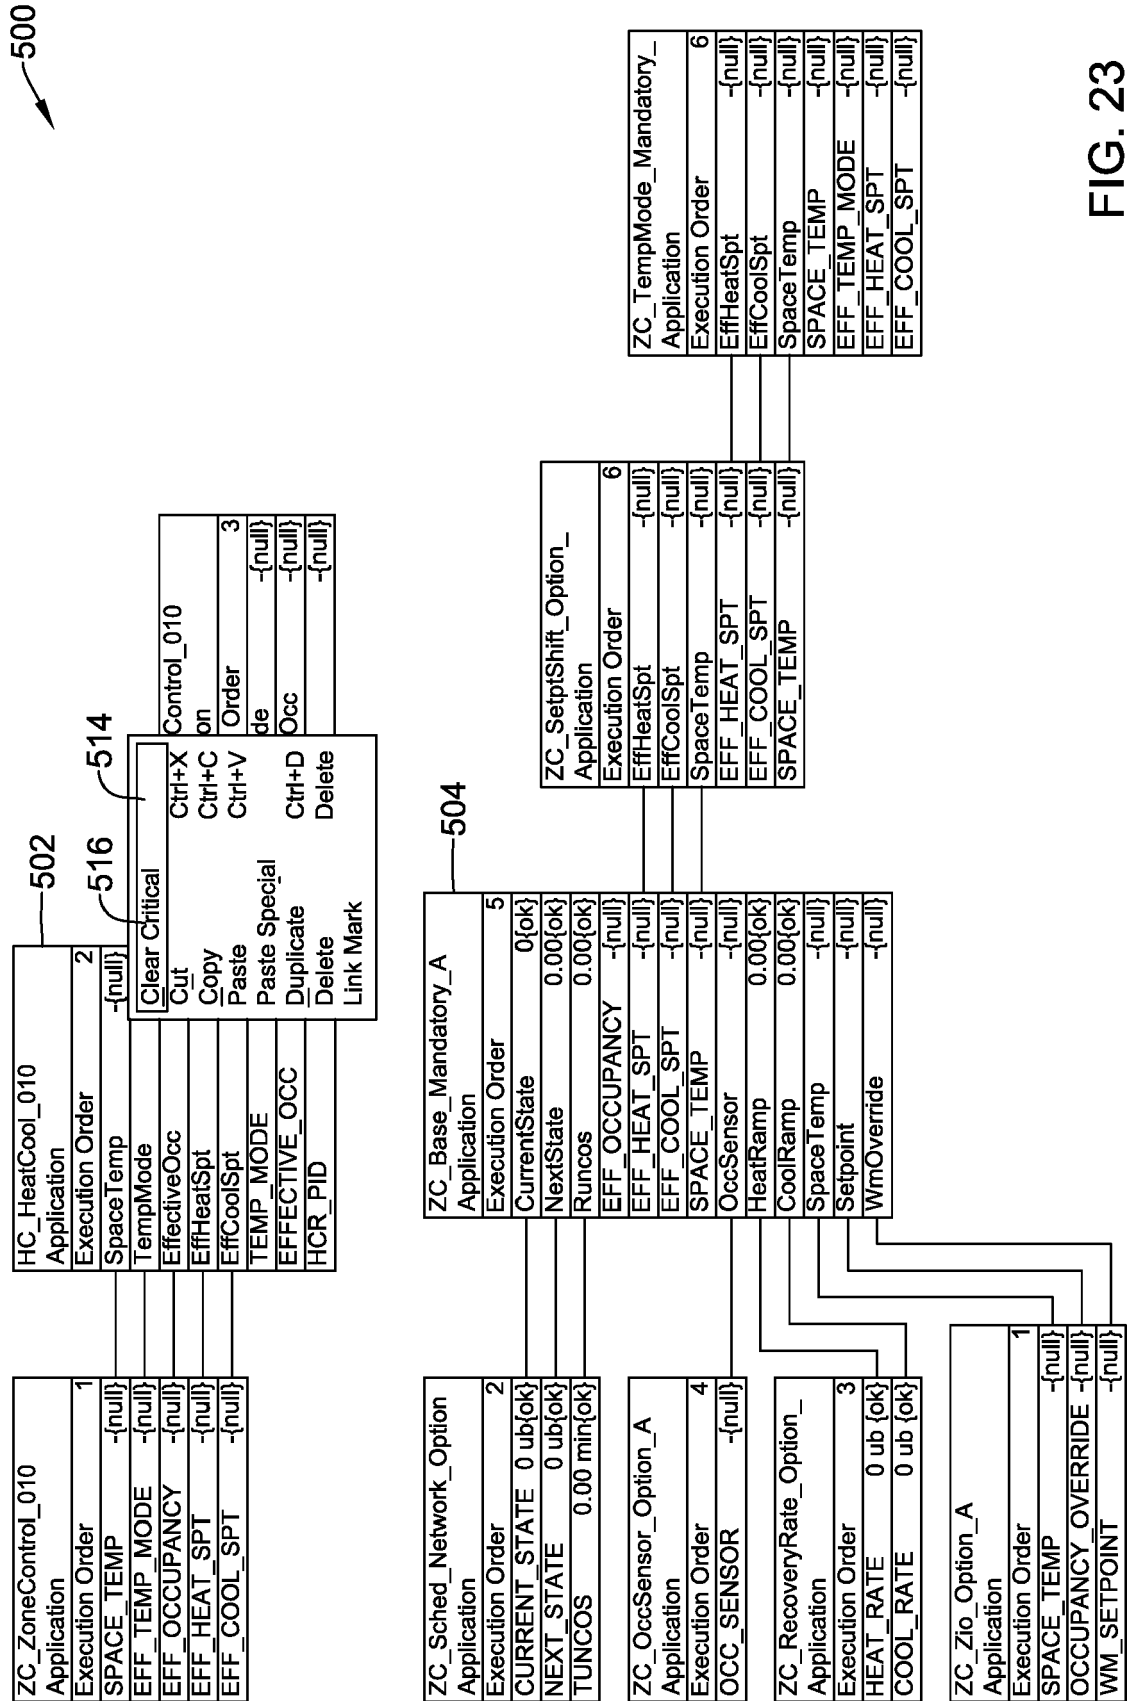 500
ZC_ZoneControl_010
Application
Execution Order 1
SPACE_TEMP -{null}
EFF_TEMP_MODE -{null}
EFF_OCCUPANCY -{null}
EFF_HEAT_SPT -{null}
EFF_COOL_SPT -{null}
HC_HeatCool_010
Application
Execution Order 2
SpaceTemp -{null}
TempMode
EffectiveOcc
EffHeatSpt
EffCoolSpt
TEMP_MODE
EFFECTIVE_OCC
HCR_PID
502
516
514
Clear Critical
Cut Ctrl+X
Copy Ctrl+C
Paste Ctrl+V
Paste Special
Duplicate Ctrl+D
Delete Delete
Link Mark
Control_010
on
Order 3
de -{null}
Occ -{null}
-{null}
ZC_Sched_Network_Option
Application
Execution Order 2
CURRENT_STATE 0 ub{ok}
NEXT_STATE 0 ub{ok}
TUNCOS 0.00 min{ok}
ZC_OccSensor_Option_A
Application
Execution Order 4
OCC_SENSOR -{null}
ZC_RecoveryRate_Option_
Application
Execution Order 3
HEAT_RATE 0 ub {ok}
COOL_RATE 0 ub {ok}
ZC_Zio_Option_A
Application
Execution Order 1
SPACE_TEMP -{null}
OCCUPANCY_OVERRIDE -{null}
WM_SETPOINT -{null}
504
ZC_Base_Mandatory_A
Application
Execution Order 5
CurrentState 0{ok}
NextState 0.00{ok}
Runcos 0.00{ok}
EFF_OCCUPANCY -{null}
EFF_HEAT_SPT -{null}
EFF_COOL_SPT -{null}
SPACE_TEMP -{null}
OccSensor -{null}
HeatRamp 0.00{ok}
CoolRamp 0.00{ok}
SpaceTemp -{null}
Setpoint -{null}
WmOverride -{null}
ZC_SetptShift_Option_
Application
Execution Order 6
EffHeatSpt -{null}
EffCoolSpt -{null}
SpaceTemp -{null}
EFF_HEAT_SPT -{null}
EFF_COOL_SPT -{null}
SPACE_TEMP -{null}
ZC_TempMode_Mandatory_
Application
Execution Order 6
EffHeatSpt -{null}
EffCoolSpt -{null}
SpaceTemp -{null}
SPACE_TEMP -{null}
EFF_TEMP_MODE -{null}
EFF_HEAT_SPT -{null}
EFF_COOL_SPT -{null}
FIG. 23